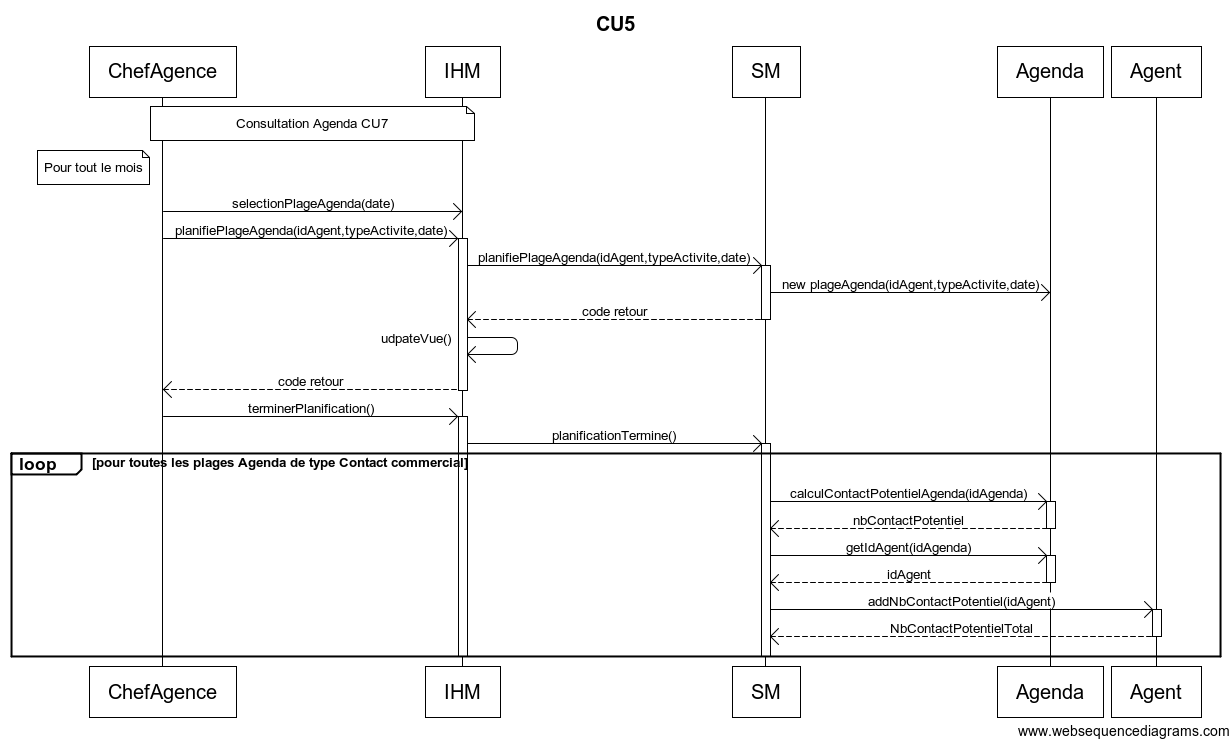 CU5
ChefAgence
IHM
SM
Agenda
Agent
Consultation Agenda CU7
Pour tout le mois
selectionPlageAgenda(date)
planifiePlageAgenda(idAgent,typeActivite,date)
planifiePlageAgenda(idAgent,typeActivite,date)
new plageAgenda(idAgent,typeActivite,date)
code retour
udpateVue()
code retour
terminerPlanification()
planificationTermine()
loop [pour toutes les plages Agenda de type Contact commercial]
calculContactPotentielAgenda(idAgenda)
nbContactPotentiel
getIdAgent(idAgenda)
idAgent
addNbContactPotentiel(idAgent)
NbContactPotentielTotal
ChefAgence
IHM
SM
Agenda
Agent
www.websequencediagrams.com